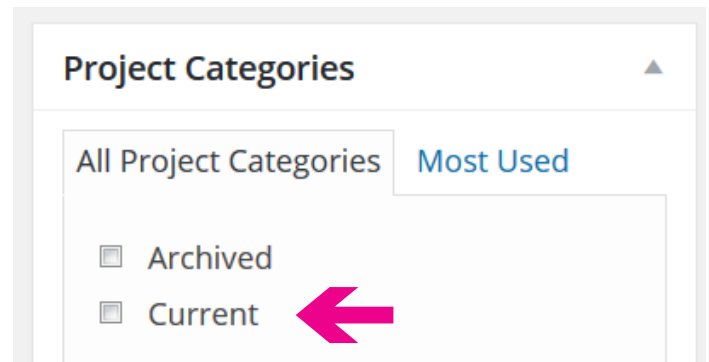 Project Categories
All Project Categories Most Used
Archived
Current